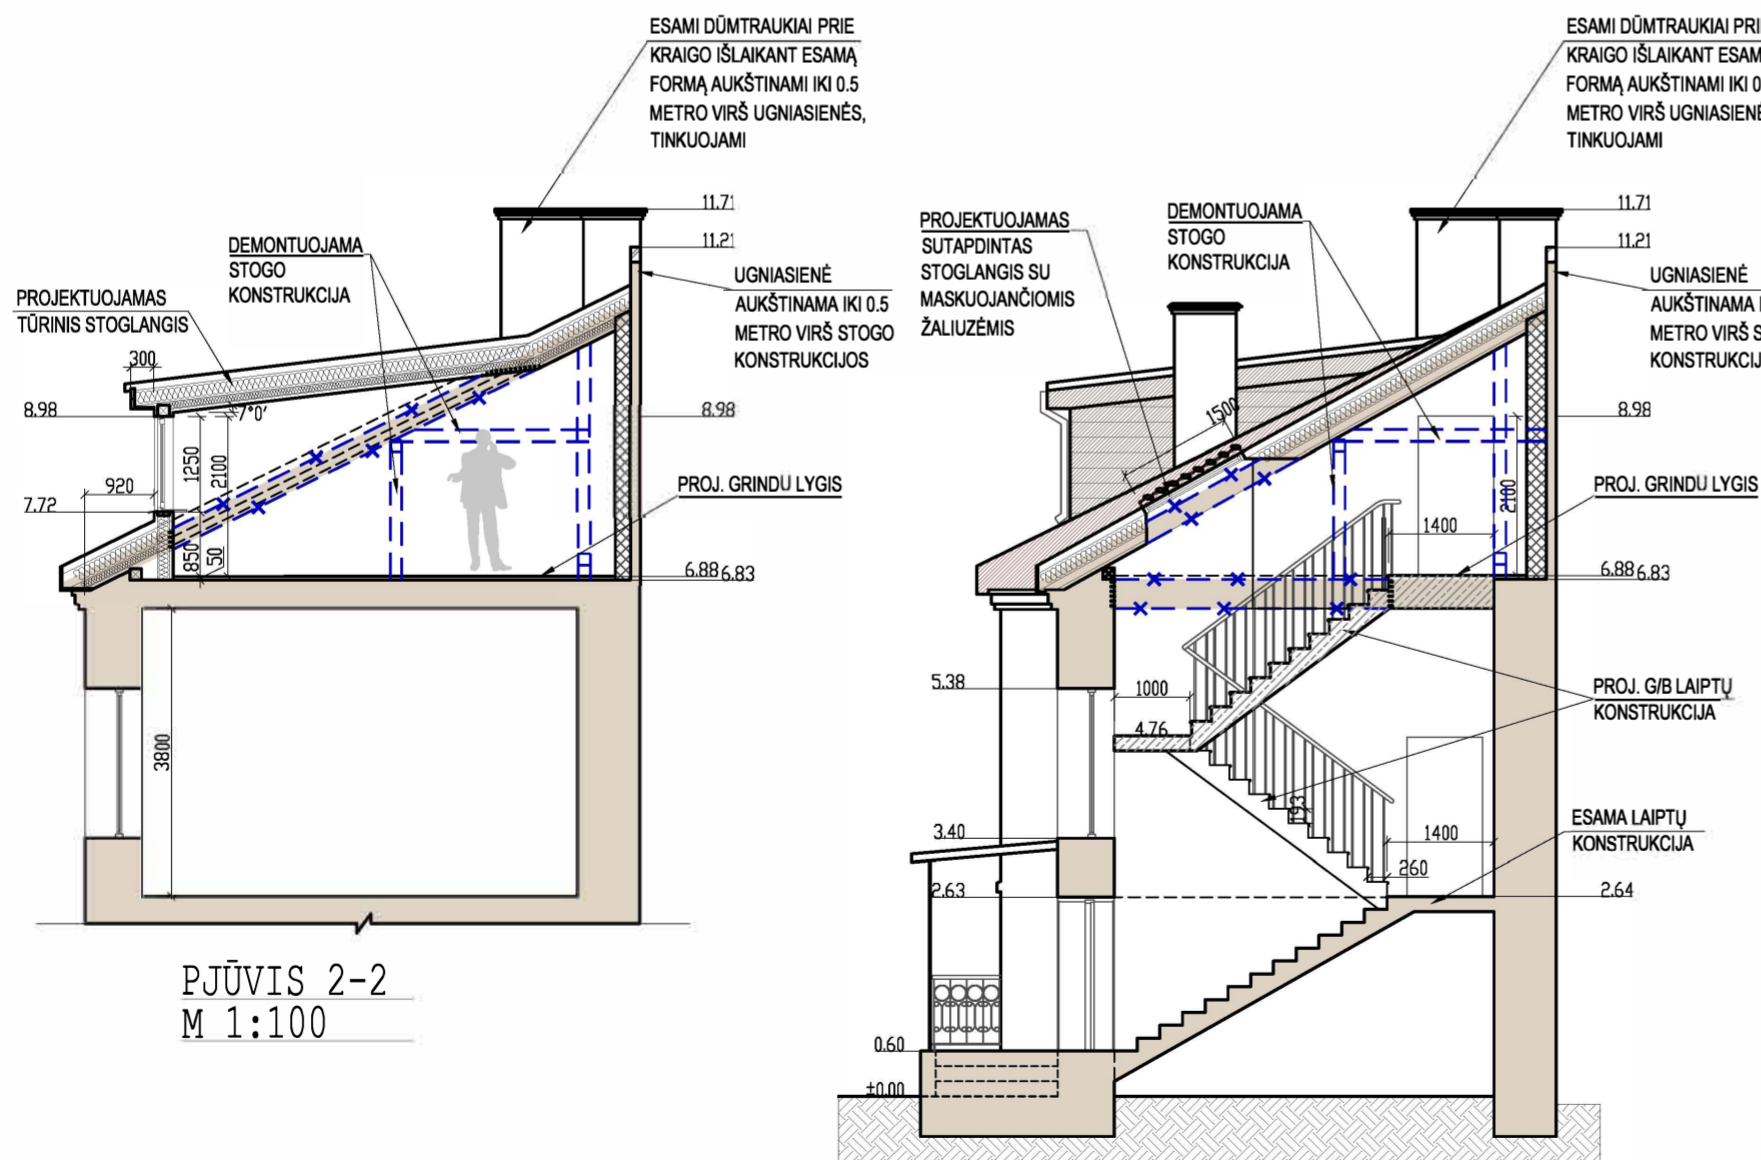 ESAMI DŪMTRAUKIAI PRIE
KRAIGO IŠLAIKANT ESAMĄ
FORMĄ AUKŠTINAMI IKI 0.5
METRO VIRŠ UGNIASIENĖS,
TINKUOJAMI
11.71
11.21
DEMONTUOJAMA
STOGO
KONSTRUKCIJA
UGNIASIENĖ
AUKŠTINAMA IKI 0.5
METRO VIRŠ STOGO
KONSTRUKCIJOS
PROJEKTUOJAMAS
TŪRINIS STOGLANGIS
300
8.98
7°0'
8.98
1250
2100
920
7.72
850
50
PROJ. GRINDŲ LYGIS
6.88 6.83
3800
PJŪVIS 2-2
M 1:100
ESAMI DŪMTRAUKIAI PRI
KRAIGO IŠLAIKANT ESAM
FORMĄ AUKŠTINAMI IKI 0
METRO VIRŠ UGNIASIENĖ
TINKUOJAMI
11.71
11.21
PROJEKTUOJAMAS
SUTAPDINTAS
STOGLANGIS SU
MASKUOJANČIOMIS
ŽALIUZĖMIS
DEMONTUOJAMA
STOGO
KONSTRUKCIJA
UGNIASIENĖ
AUKŠTINAMA I
METRO VIRŠ S
KONSTRUKCIJ
8.98
1500
2100
PROJ. GRINDŲ LYGIS
1400
6.88 6.83
5.38
1000
4.76
PROJ. G/B LAIPTŲ
KONSTRUKCIJA
193
3.40
1400
260
ESAMA LAIPTŲ
KONSTRUKCIJA
2.63
2.64
0.60
±0.00